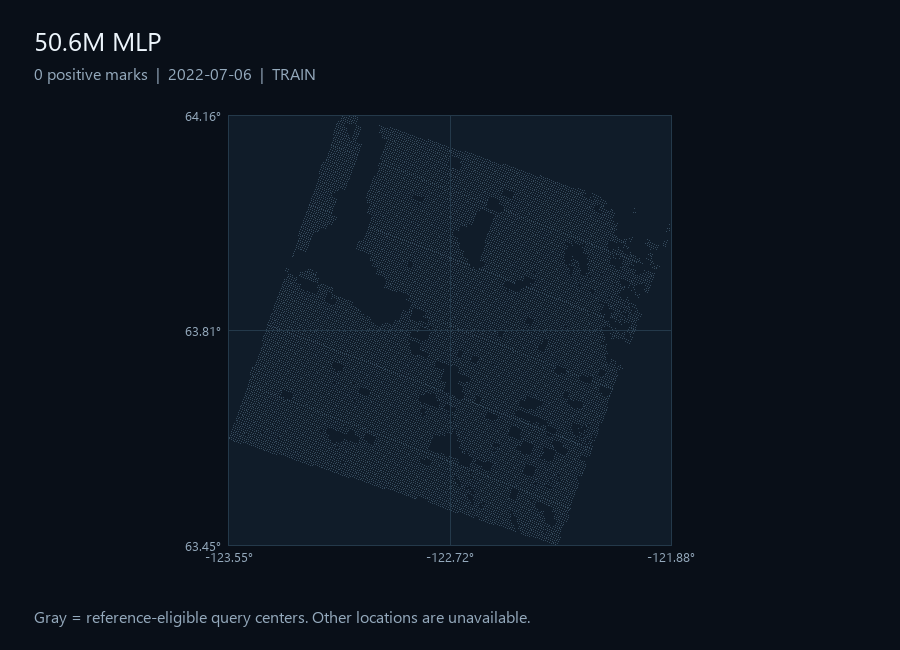 50.6M MLP
0 positive marks | 2022-07-06 | TRAIN
64.16°
63.81°
63.45°
-123.55°
-122.72°
-121.88°
Gray = reference-eligible query centers. Other locations are unavailable.